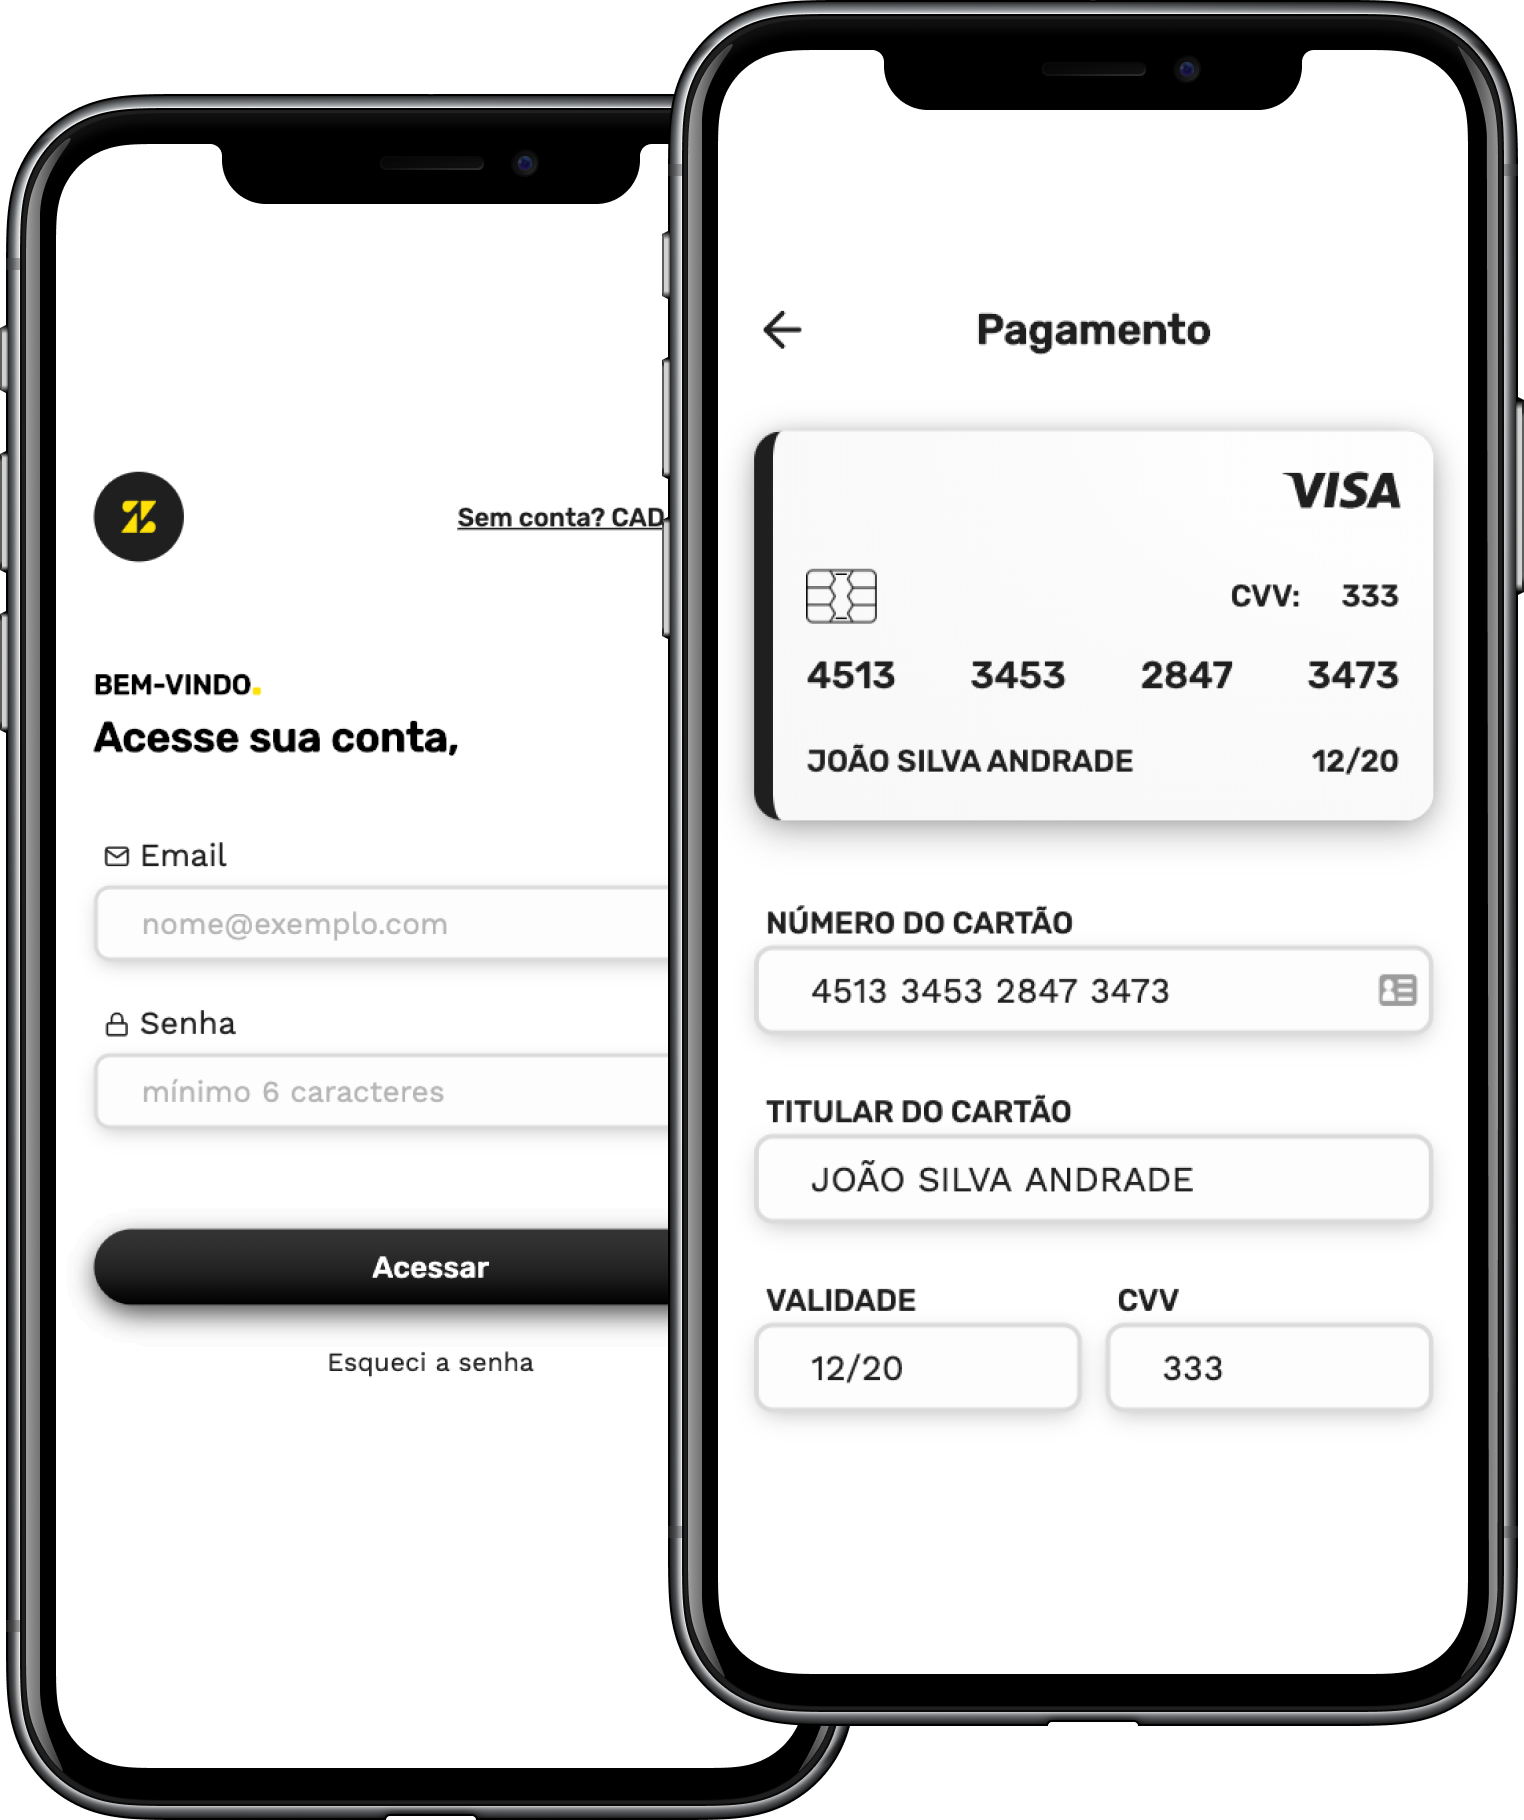 Sem conta? CAD
BEM-VINDO.
Acesse sua conta,
Email
nome@exemplo.com
Senha
mínimo 6 caracteres
Acessar
Esqueci a senha
Pagamento
VISA
CVV: 333
4513 3453 2847 3473
JOÃO SILVA ANDRADE 12/20
NÚMERO DO CARTÃO
4513 3453 2847 3473
TITULAR DO CARTÃO
JOÃO SILVA ANDRADE
VALIDADE CVV
12/20 333